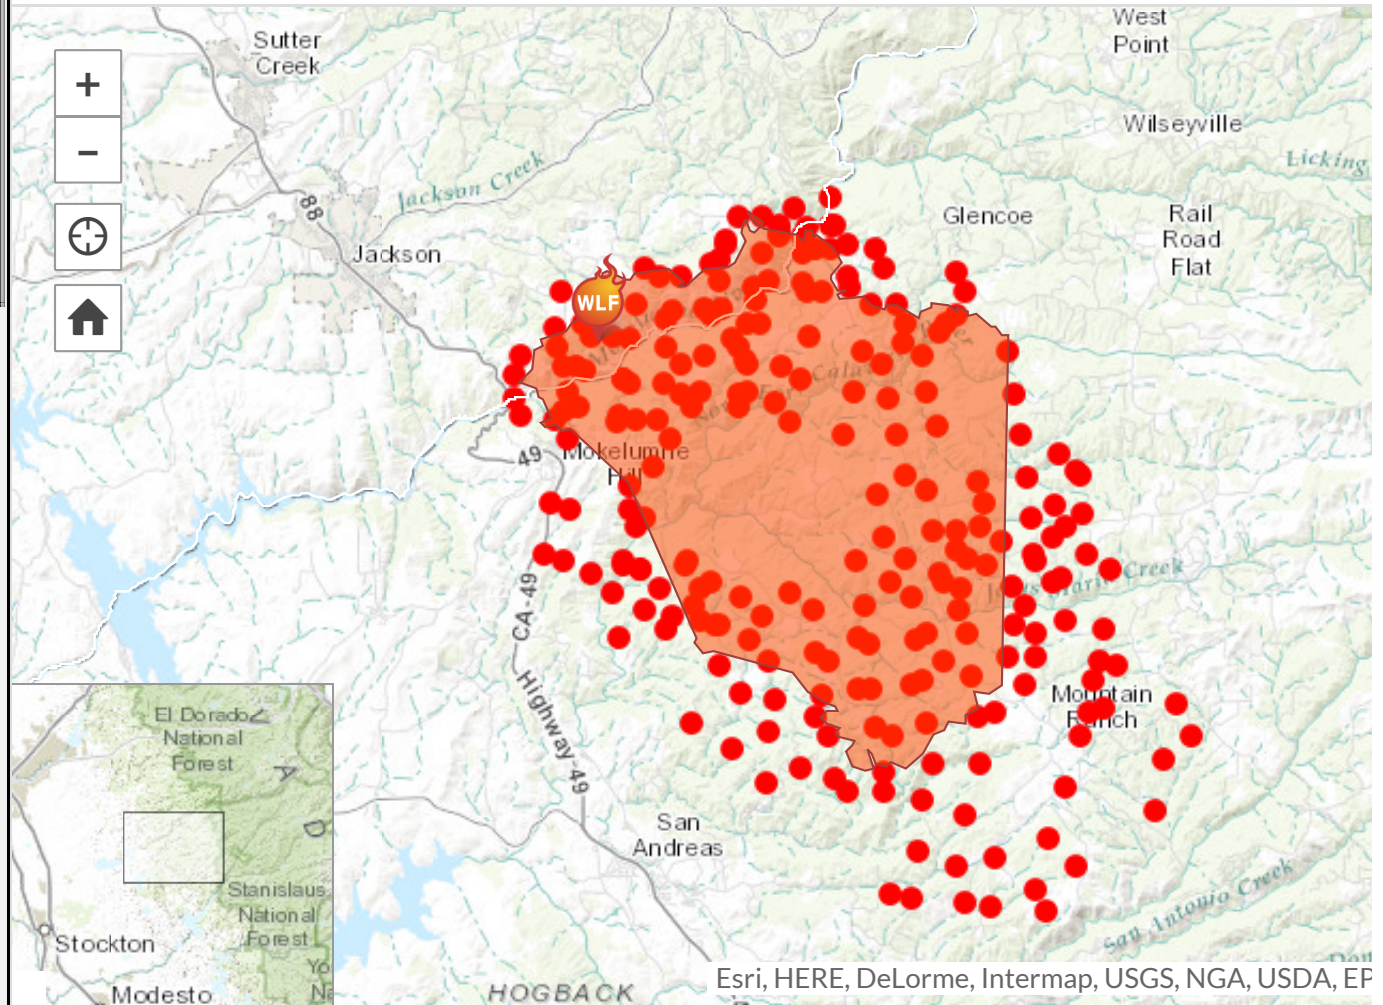 West
Point
Sutter
Creek
+
Wilseyville
Licking
Jackson Creek
−
88
Glencoe
Rail
Road
Flat
Jackson
WLF
49
Mokelumne
Hill
CA-49
Creek
Highway-49
Mountain
Ranch
El Dorado
National
Forest
San
Andreas
Stanislaus
National
Forest
San Antonio Creek
Stockton
Yo
Na
Modesto
HOGBACK
Esri, HERE, DeLorme, Intermap, USGS, NGA, USDA, EP